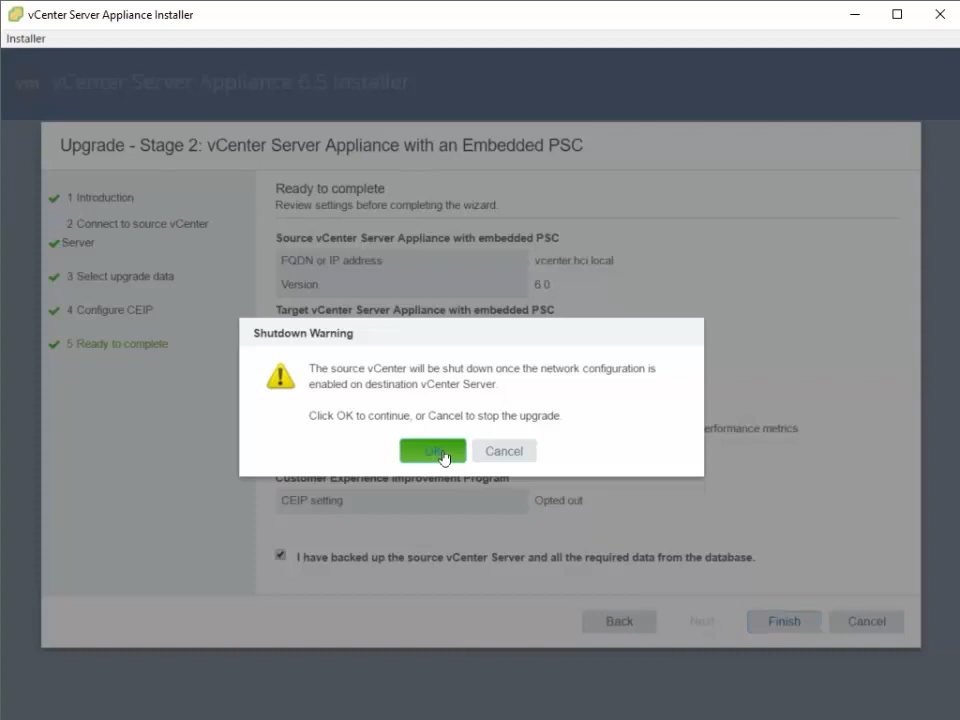 vCenter Server Appliance Installer
Installer
vm vCenter Server Appliance 6.5 Installer
Upgrade - Stage 2: vCenter Server Appliance with an Embedded PSC
1 Introduction
2 Connect to source vCenter
Server
3 Select upgrade data
4 Configure CEIP
5 Ready to complete
Ready to complete
Review settings before completing the wizard.
Source vCenter Server Appliance with embedded PSC
FQDN or IP address vcenter.hci.local
Version 6.0
Target vCenter Server Appliance with embedded PSC
Shutdown Warning
The source vCenter will be shut down once the network configuration is
enabled on destination vCenter Server.
Click OK to continue, or Cancel to stop the upgrade.
OK Cancel
erformance metrics
Customer Experience Improvement Program
CEIP setting Opted out
I have backed up the source vCenter Server and all the required data from the database.
Back Next Finish Cancel